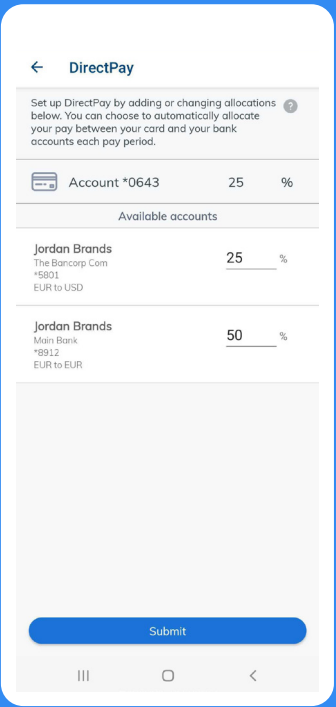 DirectPay
Set up DirectPay by adding or changing allocations
below. You can choose to automatically allocate
your pay between your card and your bank
accounts each pay period.
?
Account *0643 25 %
Available accounts
Jordan Brands
The Bancorp Com
*5801
EUR to USD
25 %
Jordan Brands
Main Bank
*8912
EUR to EUR
50 %
Submit